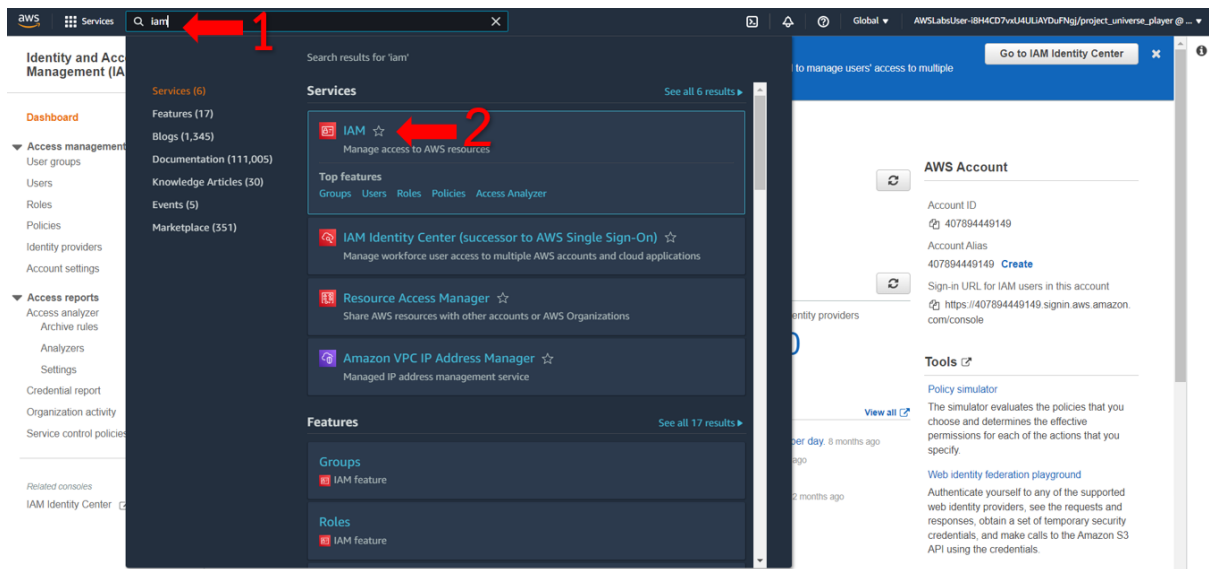 aws
Services
iam
Global
AWSLabsUser-i8H4CD7vxU4ULiAYDuFNgj/project_universe_player @ ...
1
Identity and Acc
Management (IA
Dashboard
Access management
User groups
Users
Roles
Policies
Identity providers
Account settings
Access reports
Access analyzer
Archive rules
Analyzers
Settings
Credential report
Organization activity
Service control policies
Related consoles
IAM Identity Center
Search results for 'iam'
Services (6)
Features (17)
Blogs (1,345)
Documentation (111,005)
Knowledge Articles (30)
Events (5)
Marketplace (351)
Services
See all 6 results
IAM
2
Manage access to AWS resources
Top features
Groups Users Roles Policies Access Analyzer
IAM Identity Center (successor to AWS Single Sign-On)
Manage workforce user access to multiple AWS accounts and cloud applications
Resource Access Manager
Share AWS resources with other accounts or AWS Organizations
Amazon VPC IP Address Manager
Managed IP address management service
Features
See all 17 results
Groups
IAM feature
Roles
IAM feature
to manage users' access to multiple
Go to IAM Identity Center
entity providers
View all
per day. 8 months ago
ago
2 months ago
AWS Account
Account ID
407894449149
Account Alias
407894449149 Create
Sign-in URL for IAM users in this account
https://407894449149.signin.aws.amazon.
com/console
Tools
Policy simulator
The simulator evaluates the policies that you
choose and determines the effective
permissions for each of the actions that you
specify.
Web identity federation playground
Authenticate yourself to any of the supported
web identity providers, see the requests and
responses, obtain a set of temporary security
credentials, and make calls to the Amazon S3
API using the credentials.